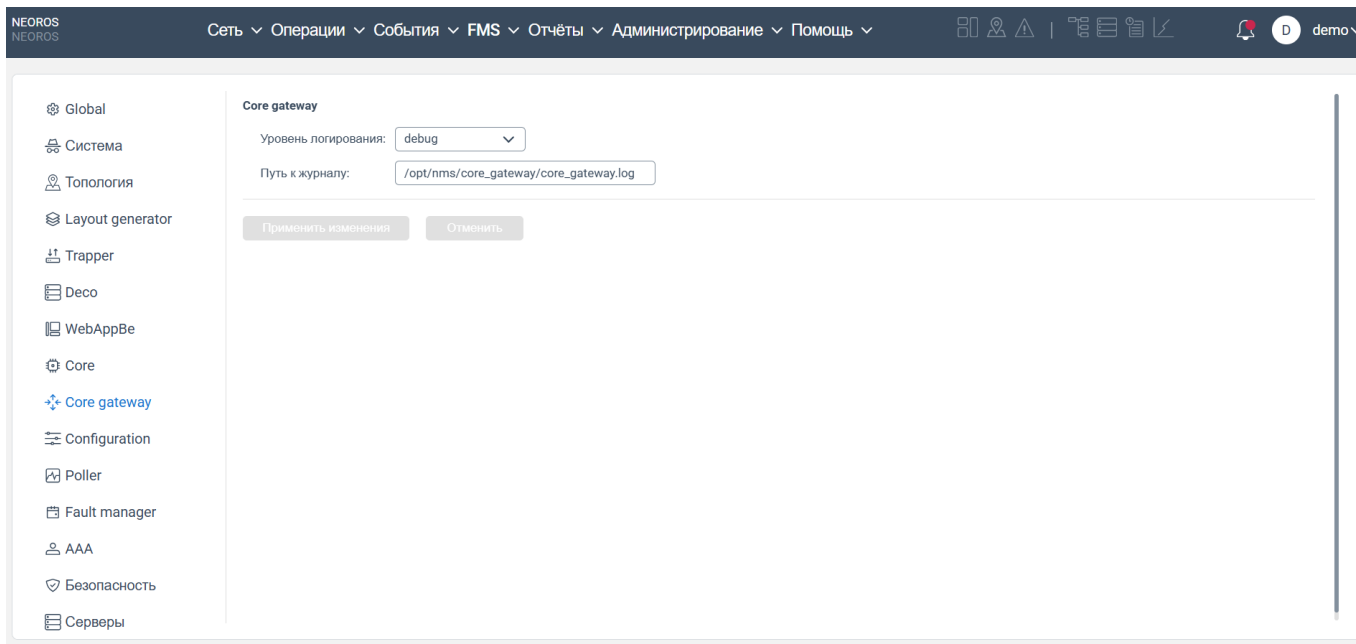 NEOROS
NEOROS
Сеть Операции События FMS Отчёты Администрирование Помощь
D demo
Global
Система
Топология
Layout generator
Trapper
Deco
WebAppBe
Core
Core gateway
Configuration
Poller
Fault manager
AAA
Безопасность
Серверы
Core gateway
Уровень логирования: debug
Путь к журналу: /opt/nms/core_gateway/core_gateway.log
Применить изменения Отменить